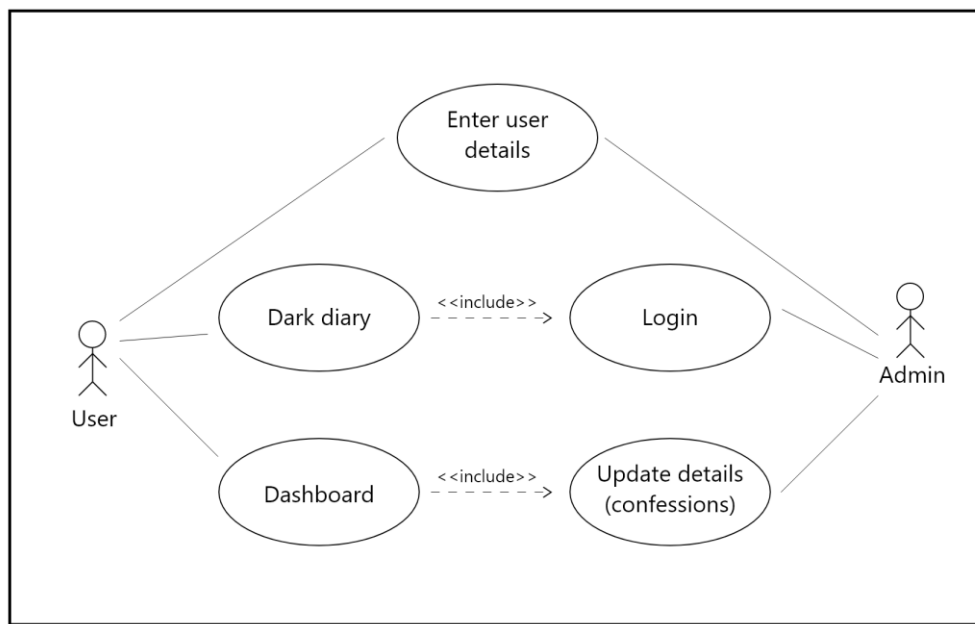 Enter user
details
Dark diary
<<include>>
Login
User
Admin
Dashboard
<<include>>
Update details
(confessions)